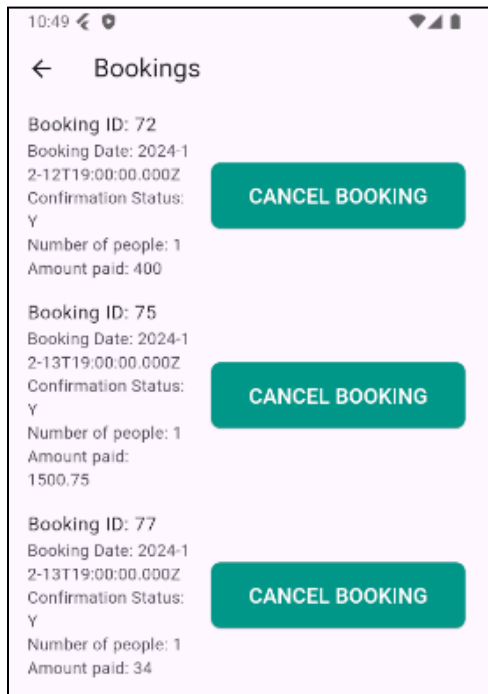 10:49
Bookings
Booking ID: 72
Booking Date: 2024-1
2-12T19:00:00.000Z
Confirmation Status:
Y
Number of people: 1
Amount paid: 400
CANCEL BOOKING
Booking ID: 75
Booking Date: 2024-1
2-13T19:00:00.000Z
Confirmation Status:
Y
Number of people: 1
Amount paid:
1500.75
CANCEL BOOKING
Booking ID: 77
Booking Date: 2024-1
2-13T19:00:00.000Z
Confirmation Status:
Y
Number of people: 1
Amount paid: 34
CANCEL BOOKING